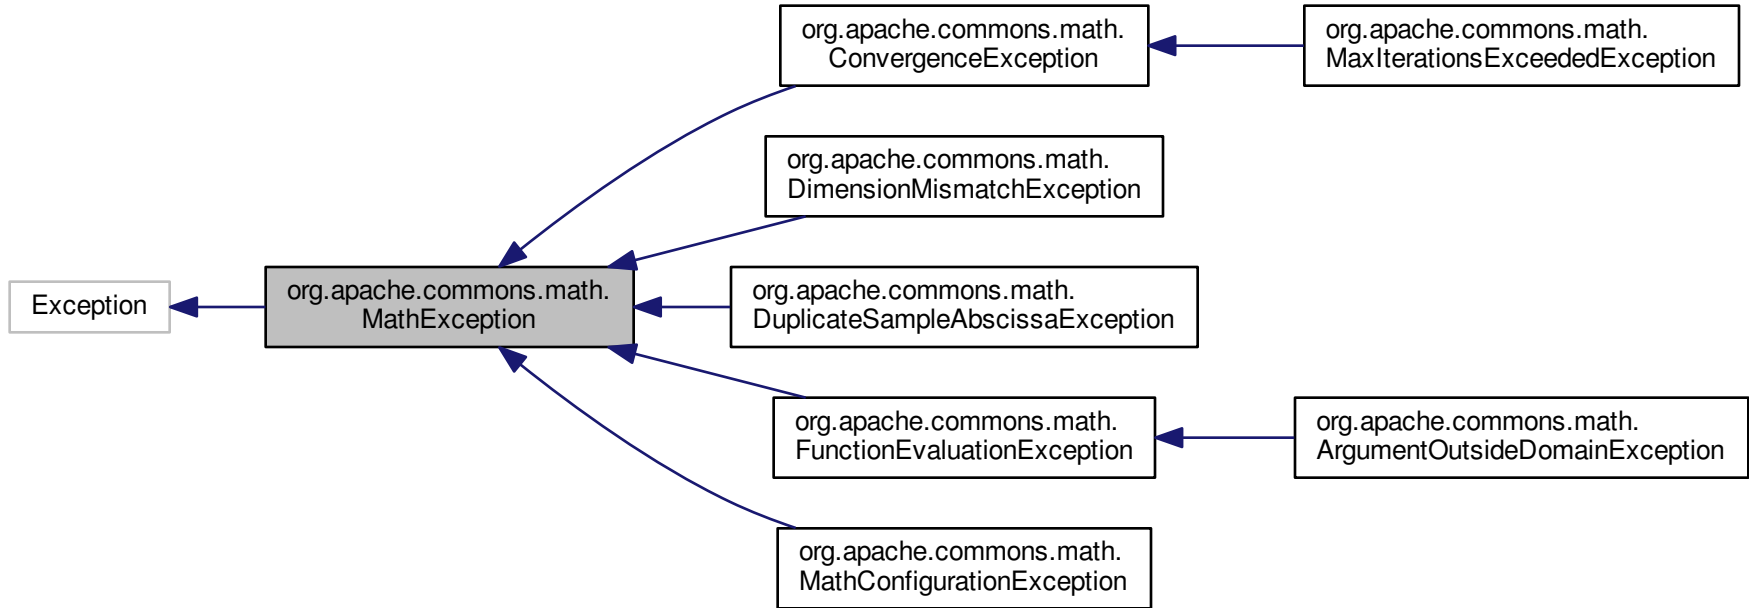 Exception
org.apache.commons.math.
MathException
org.apache.commons.math.
ConvergenceException
org.apache.commons.math.
MaxIterationsExceededException
org.apache.commons.math.
DimensionMismatchException
org.apache.commons.math.
DuplicateSampleAbscissaException
org.apache.commons.math.
FunctionEvaluationException
org.apache.commons.math.
ArgumentOutsideDomainException
org.apache.commons.math.
MathConfigurationException